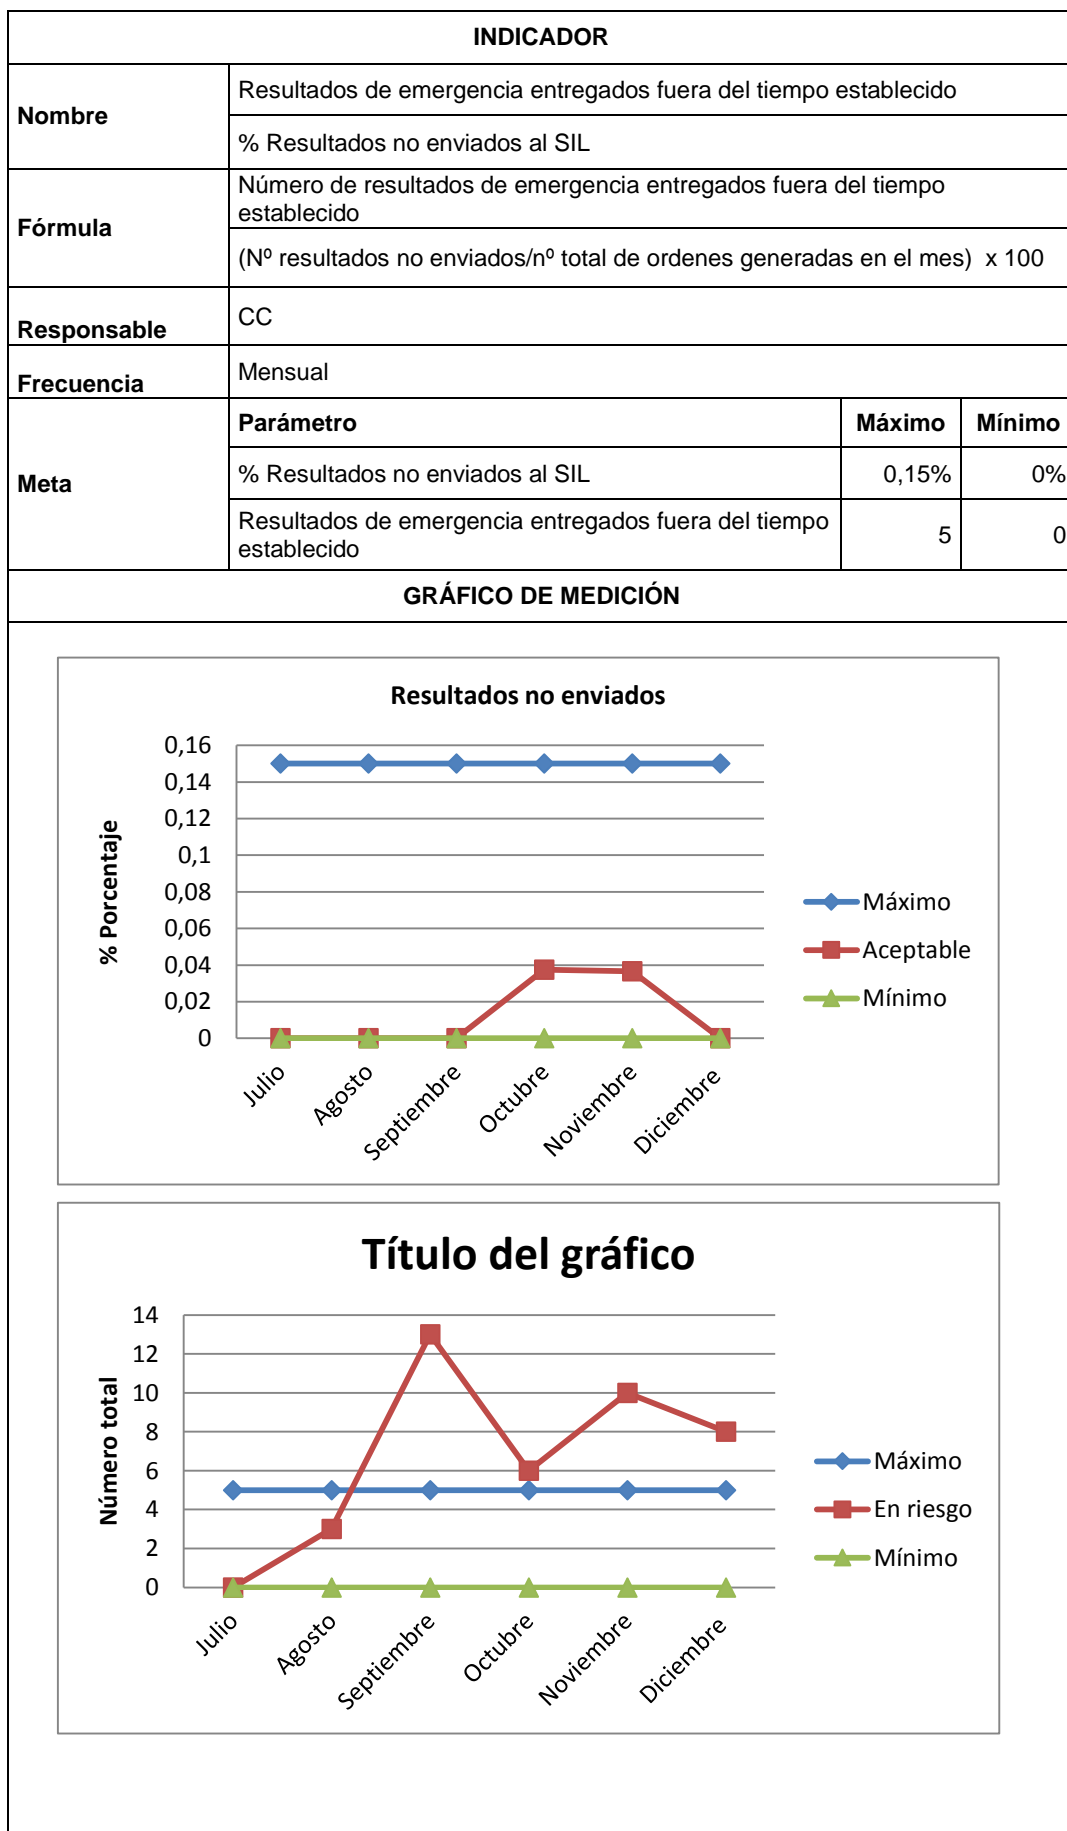 INDICADOR
Nombre
Resultados de emergencia entregados fuera del tiempo establecido
% Resultados no enviados al SIL
Fórmula
Número de resultados de emergencia entregados fuera del tiempo
establecido
(Nº resultados no enviados/nº total de ordenes generadas en el mes) x 100
Responsable
CC
Frecuencia
Mensual
Meta
Parámetro Máximo Mínimo
% Resultados no enviados al SIL 0,15% 0%
Resultados de emergencia entregados fuera del tiempo
establecido 5 0
GRÁFICO DE MEDICIÓN
Resultados no enviados
% Porcentaje
0,16
0,14
0,12
0,1
0,08
0,06
0,04
0,02
0
Julio
Agosto
Septiembre
Octubre
Noviembre
Diciembre
Máximo
Aceptable
Mínimo
Título del gráfico
Número total
14
12
10
8
6
4
2
0
Julio
Agosto
Septiembre
Octubre
Noviembre
Diciembre
Máximo
En riesgo
Mínimo